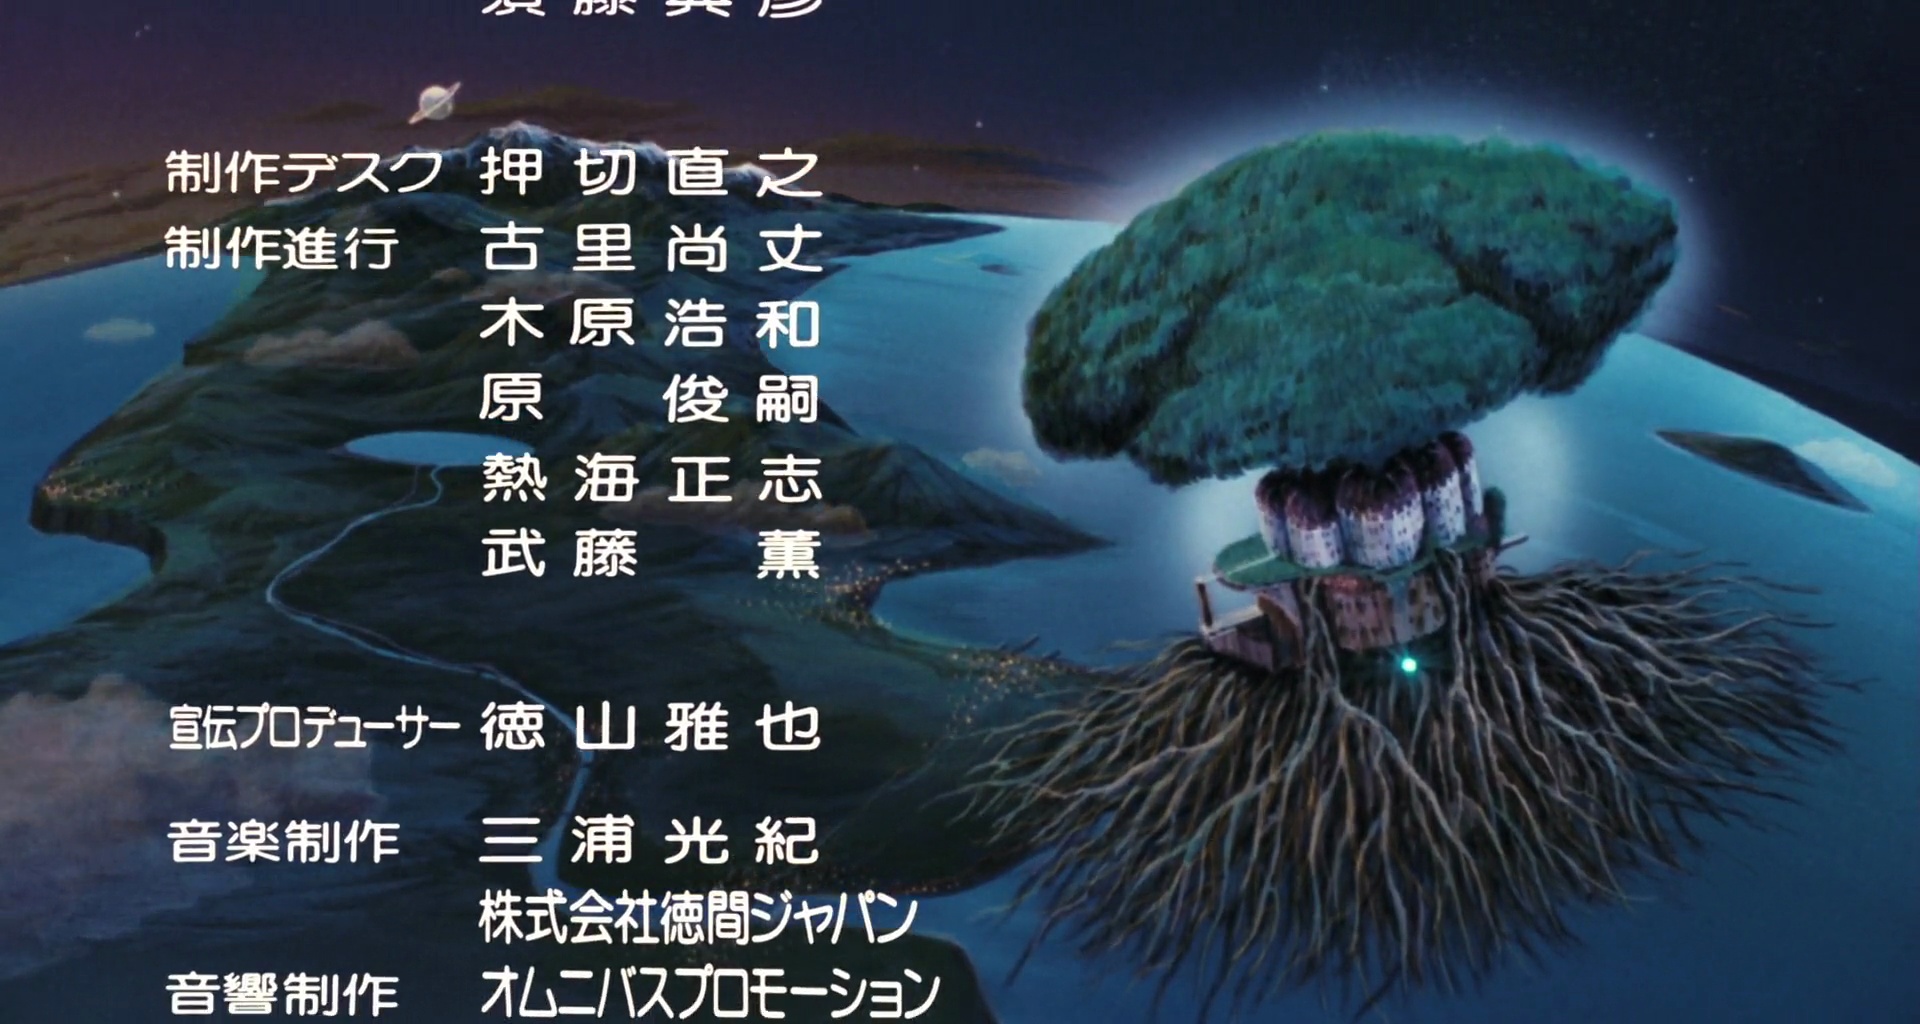 須藤典彦
制作デスク 押切直之
制作進行 古里尚丈
木原浩和
原 俊嗣
熱海正志
武藤 薫
宣伝プロデューサー 徳山雅也
音楽制作 三浦光紀
株式会社徳間ジャパン
音響制作 オムニバスプロモーション